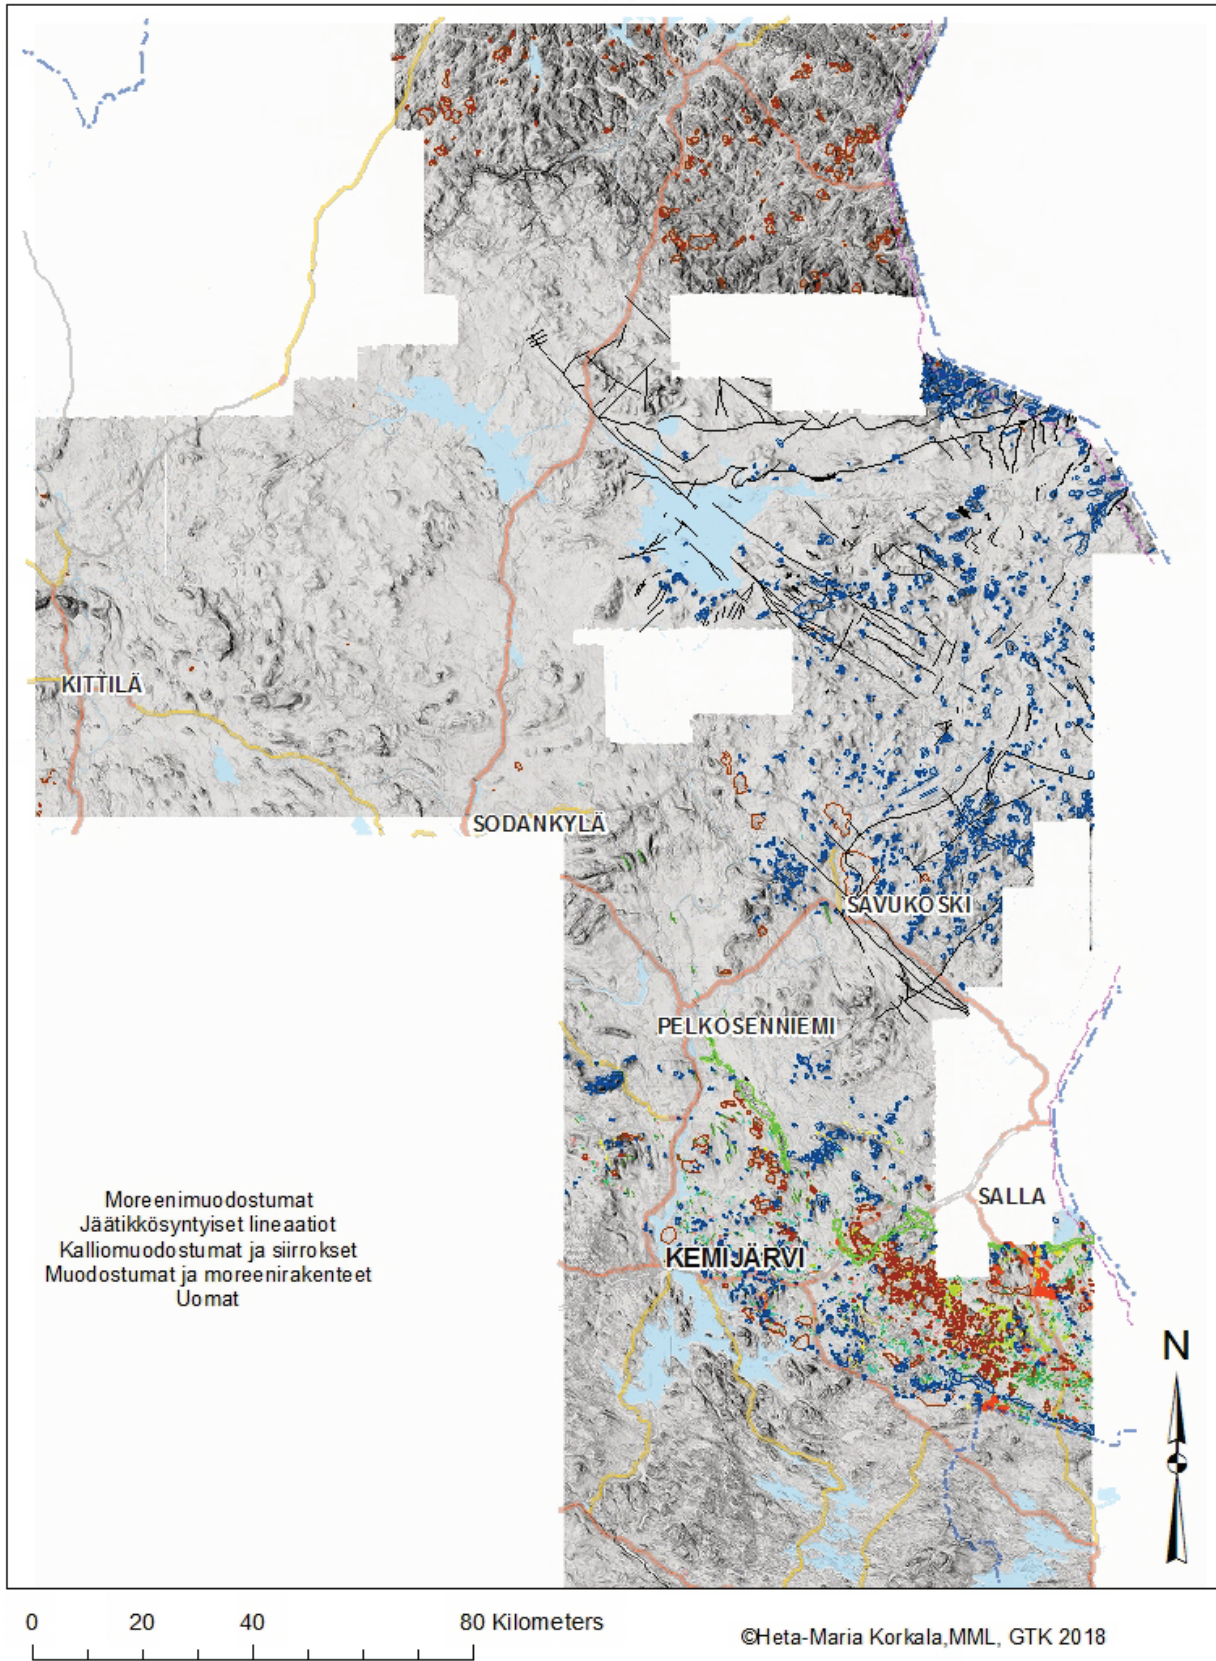 KITTILÄ
SODANKYLÄ
SAVUKOSKI
PELKOSENNIEMI
SALLA
KEMIJÄRVI
Moreenimuodostumat
Jäätikkösyntyiset lineaatiot
Kalliomuodostumat ja siirrokset
Muodostumat ja moreenirakenteet
Uomat
N
0 20 40 80 Kilometers
©Heta-Maria Korkala,MML, GTK 2018